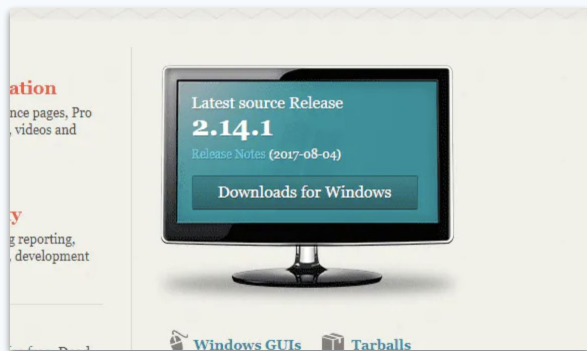 ation
nce pages, Pro
, videos and
y
g reporting,
, development
Latest source Release
2.14.1
Release Notes (2017-08-04)
Downloads for Windows
Windows GUIs
Tarballs